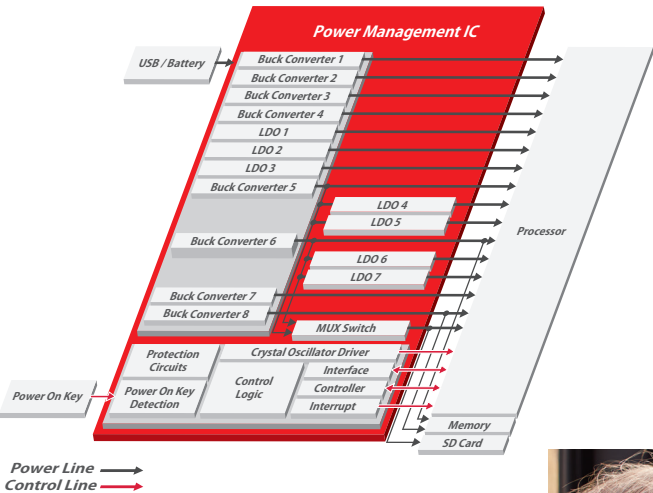 Power Management IC
USB / Battery
Buck Converter 1
Buck Converter 2
Buck Converter 3
Buck Converter 4
LDO 1
LDO 2
LDO 3
Buck Converter 5
LDO 4
LDO 5
Buck Converter 6
LDO 6
LDO 7
Buck Converter 7
Buck Converter 8
MUX Switch
Processor
Protection
Circuits
Crystal Oscillator Driver
Power On Key
Power On Key
Detection
Control
Logic
Interface
Controller
Interrupt
Memory
SD Card
Power Line
Control Line